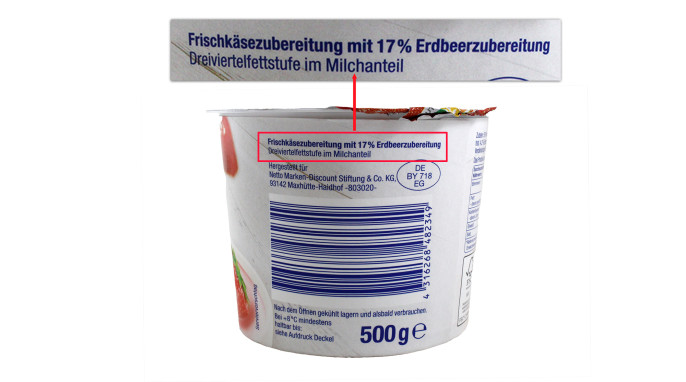 Frischkäsezubereitung mit 17% Erdbeerzubereitung
Dreiviertelfettstufe im Milchanteil
Frischkäsezubereitung mit 17% Erdbeerzubereitung
Dreiviertelfettstufe im Milchanteil
Hergestellt für
Netto Marken-Discount Stiftung & Co. KG,
93142 Maxhütte-Haidhof -803020-
DE
BY 718
EG
4 316268 482349
Serviervorschlag
Nach dem Öffnen gekühlt lagern und alsbald verbrauchen.
Bei +8°C mindestens
haltbar bis:
siehe Aufdruck Deckel
500 g e